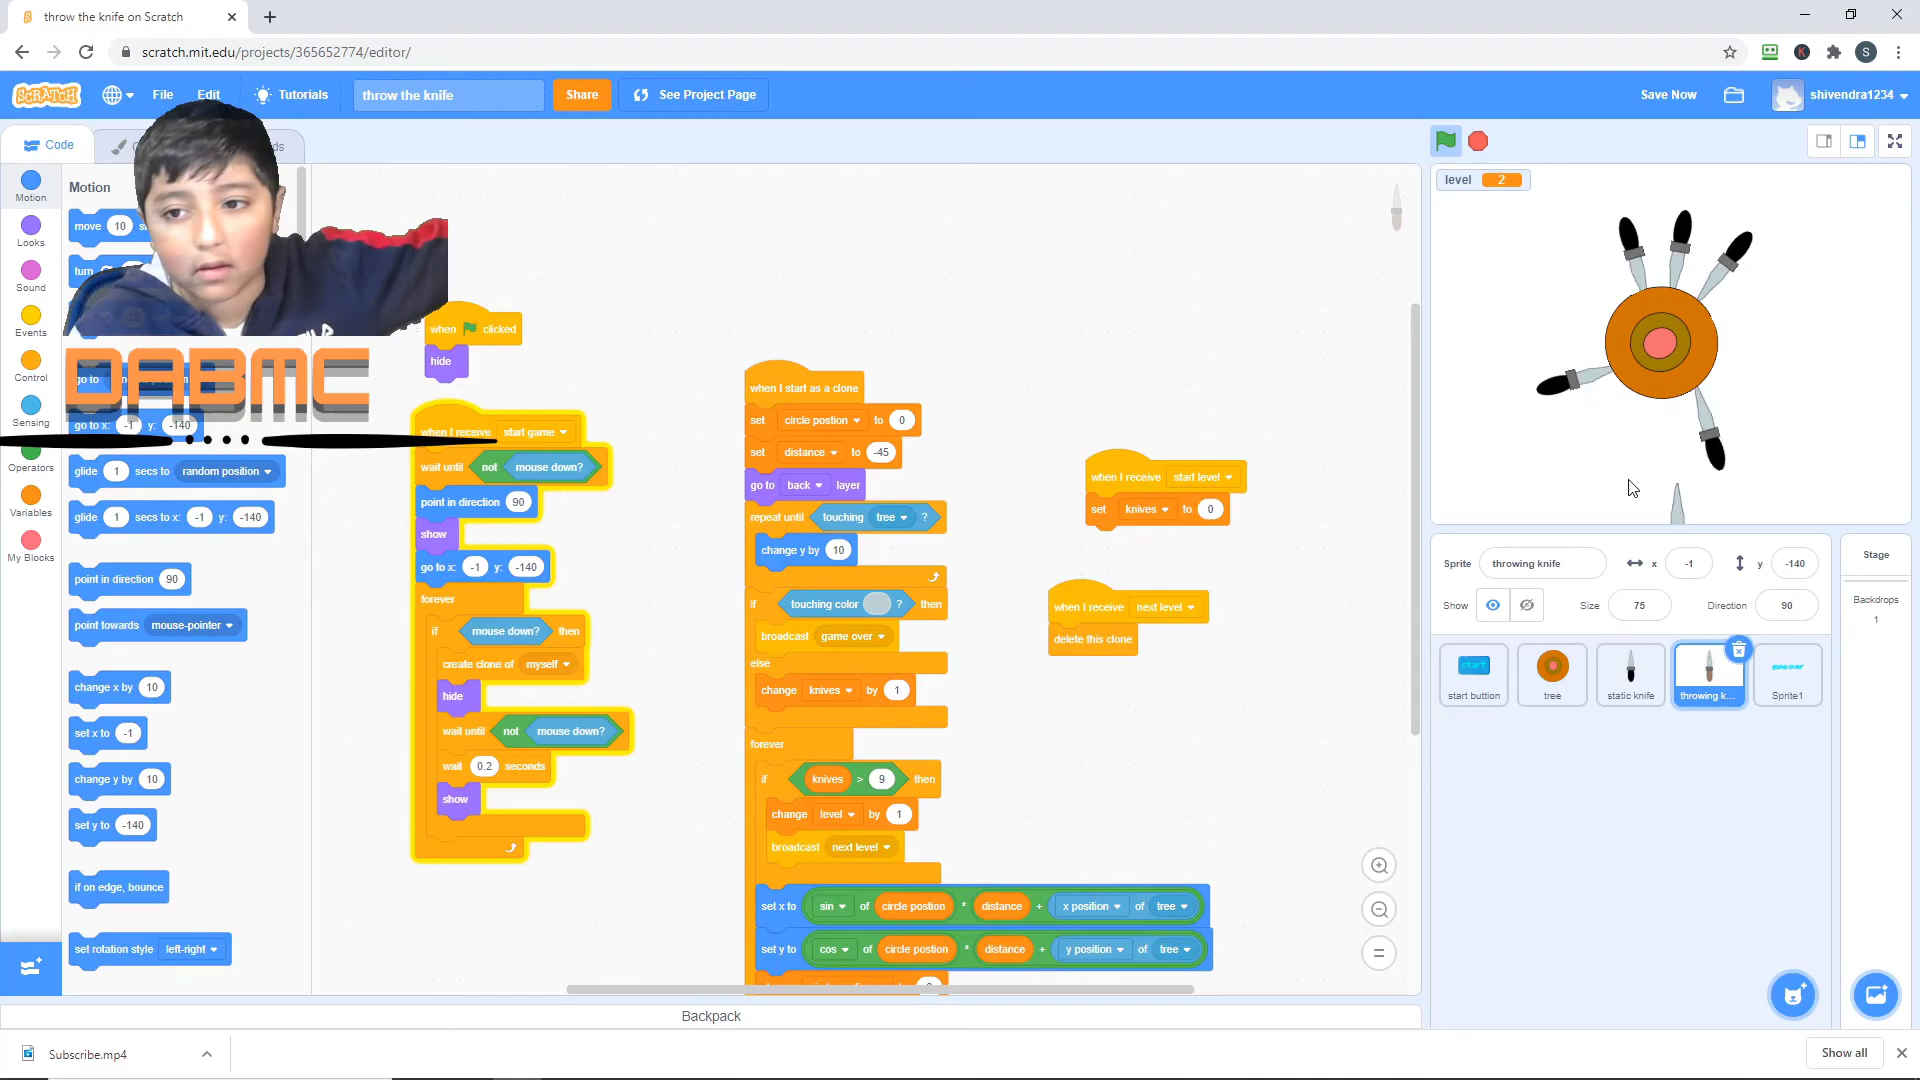 throw the knife on Scratch
scratch.mit.edu/projects/365652774/editor/
S
SCRATCH
File
Edit
Tutorials
throw the knife
Share
See Project Page
Save Now
shivendra1234
Code
Motion
Looks
Sound
Events
Control
Sensing
Operators
Variables
My Blocks
Motion
move 10
turn
go to
go to x: -1 y: -140
glide 1 secs to random position
glide 1 secs to x: -1 y: -140
point in direction 90
point towards mouse-pointer
change x by 10
set x to -1
change y by 10
set y to -140
if on edge, bounce
set rotation style left-right
DABMC
when clicked
hide
when I receive start game
wait until not mouse down?
point in direction 90
show
go to x: -1 y: -140
forever
if mouse down? then
create clone of myself
hide
wait until not mouse down?
wait 0.2 seconds
show
when I start as a clone
set circle postion to 0
set distance to -45
go to back layer
repeat until touching tree ?
change y by 10
if touching color ? then
broadcast game over
else
change knives by 1
forever
if knives > 9 then
change level by 1
broadcast next level
set x to sin of circle postion * distance + x position of tree
set y to cos of circle postion * distance + y position of tree
when I receive start level
set knives to 0
when I receive next level
delete this clone
level 2
Sprite throwing knife x -1 y -140
Show Size 75 Direction 90
start button
tree
static knife
throwing k...
Sprite1
Stage
Backdrops
1
Backpack
Subscribe.mp4
Show all